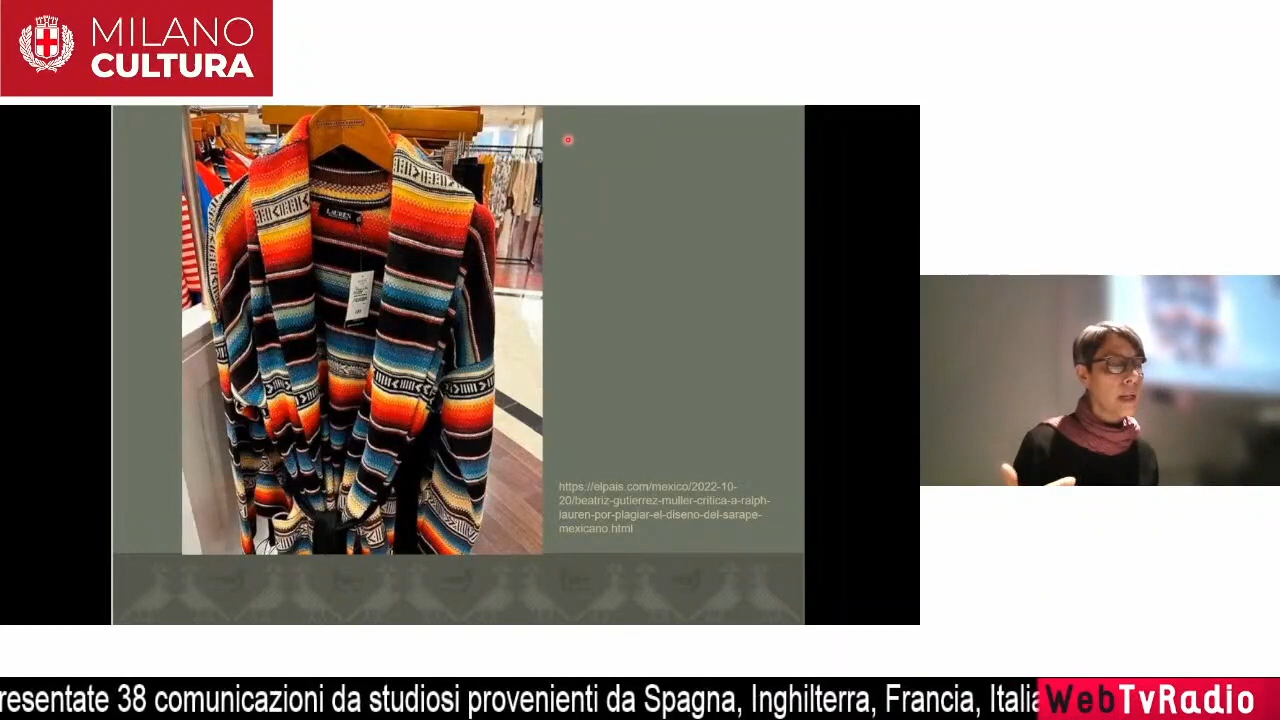 MILANO
CULTURA
LAUREN
https://elpais.com/mexico/2022-10-
20/beatriz-gutierrez-muller-critica-a-ralph-
lauren-por-plagiar-el-diseno-del-sarape-
mexicano.html
resentate 38 comunicazioni da studiosi provenienti da Spagna, Inghilterra, Francia, Italia
WebTvRadio